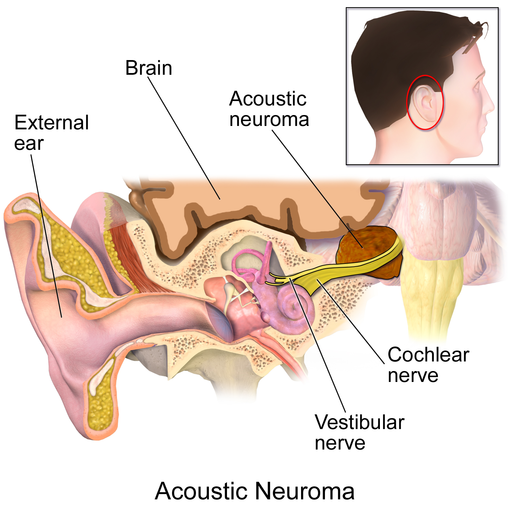 Brain
Acoustic
neuroma
External
ear
Cochlear
nerve
Vestibular
nerve
Acoustic Neuroma